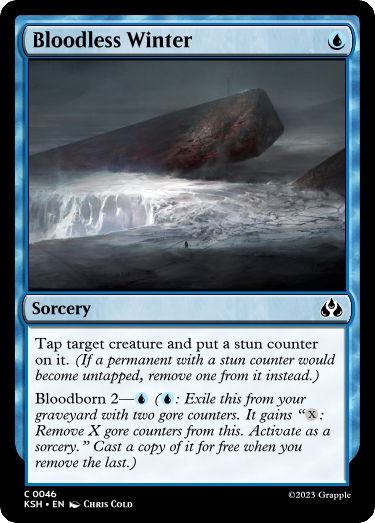 Bloodless Winter
Sorcery
Tap target creature and put a stun counter
on it. (If a permanent with a stun counter would
become untapped, remove one from it instead.)
Bloodborn 2— (: Exile this from your
graveyard with two gore counters. It gains “X:
Remove X gore counters from this. Activate as a
sorcery.” Cast a copy of it for free when you
remove the last.)
C 0046
KSH • EN Chris Cold
©2023 Grapple